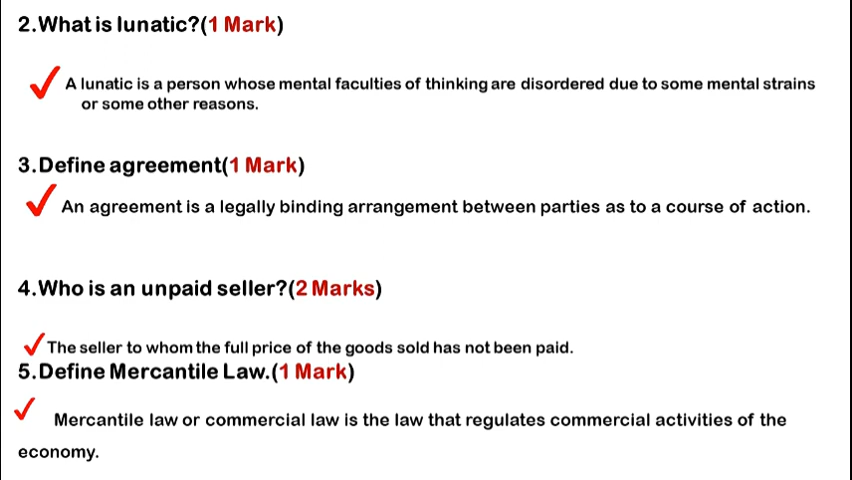 2.What is lunatic?(1 Mark)
A lunatic is a person whose mental faculties of thinking are disordered due to some mental strains
or some other reasons.
3.Define agreement(1 Mark)
An agreement is a legally binding arrangement between parties as to a course of action.
4.Who is an unpaid seller?(2 Marks)
The seller to whom the full price of the goods sold has not been paid.
5.Define Mercantile Law.(1 Mark)
Mercantile law or commercial law is the law that regulates commercial activities of the
economy.